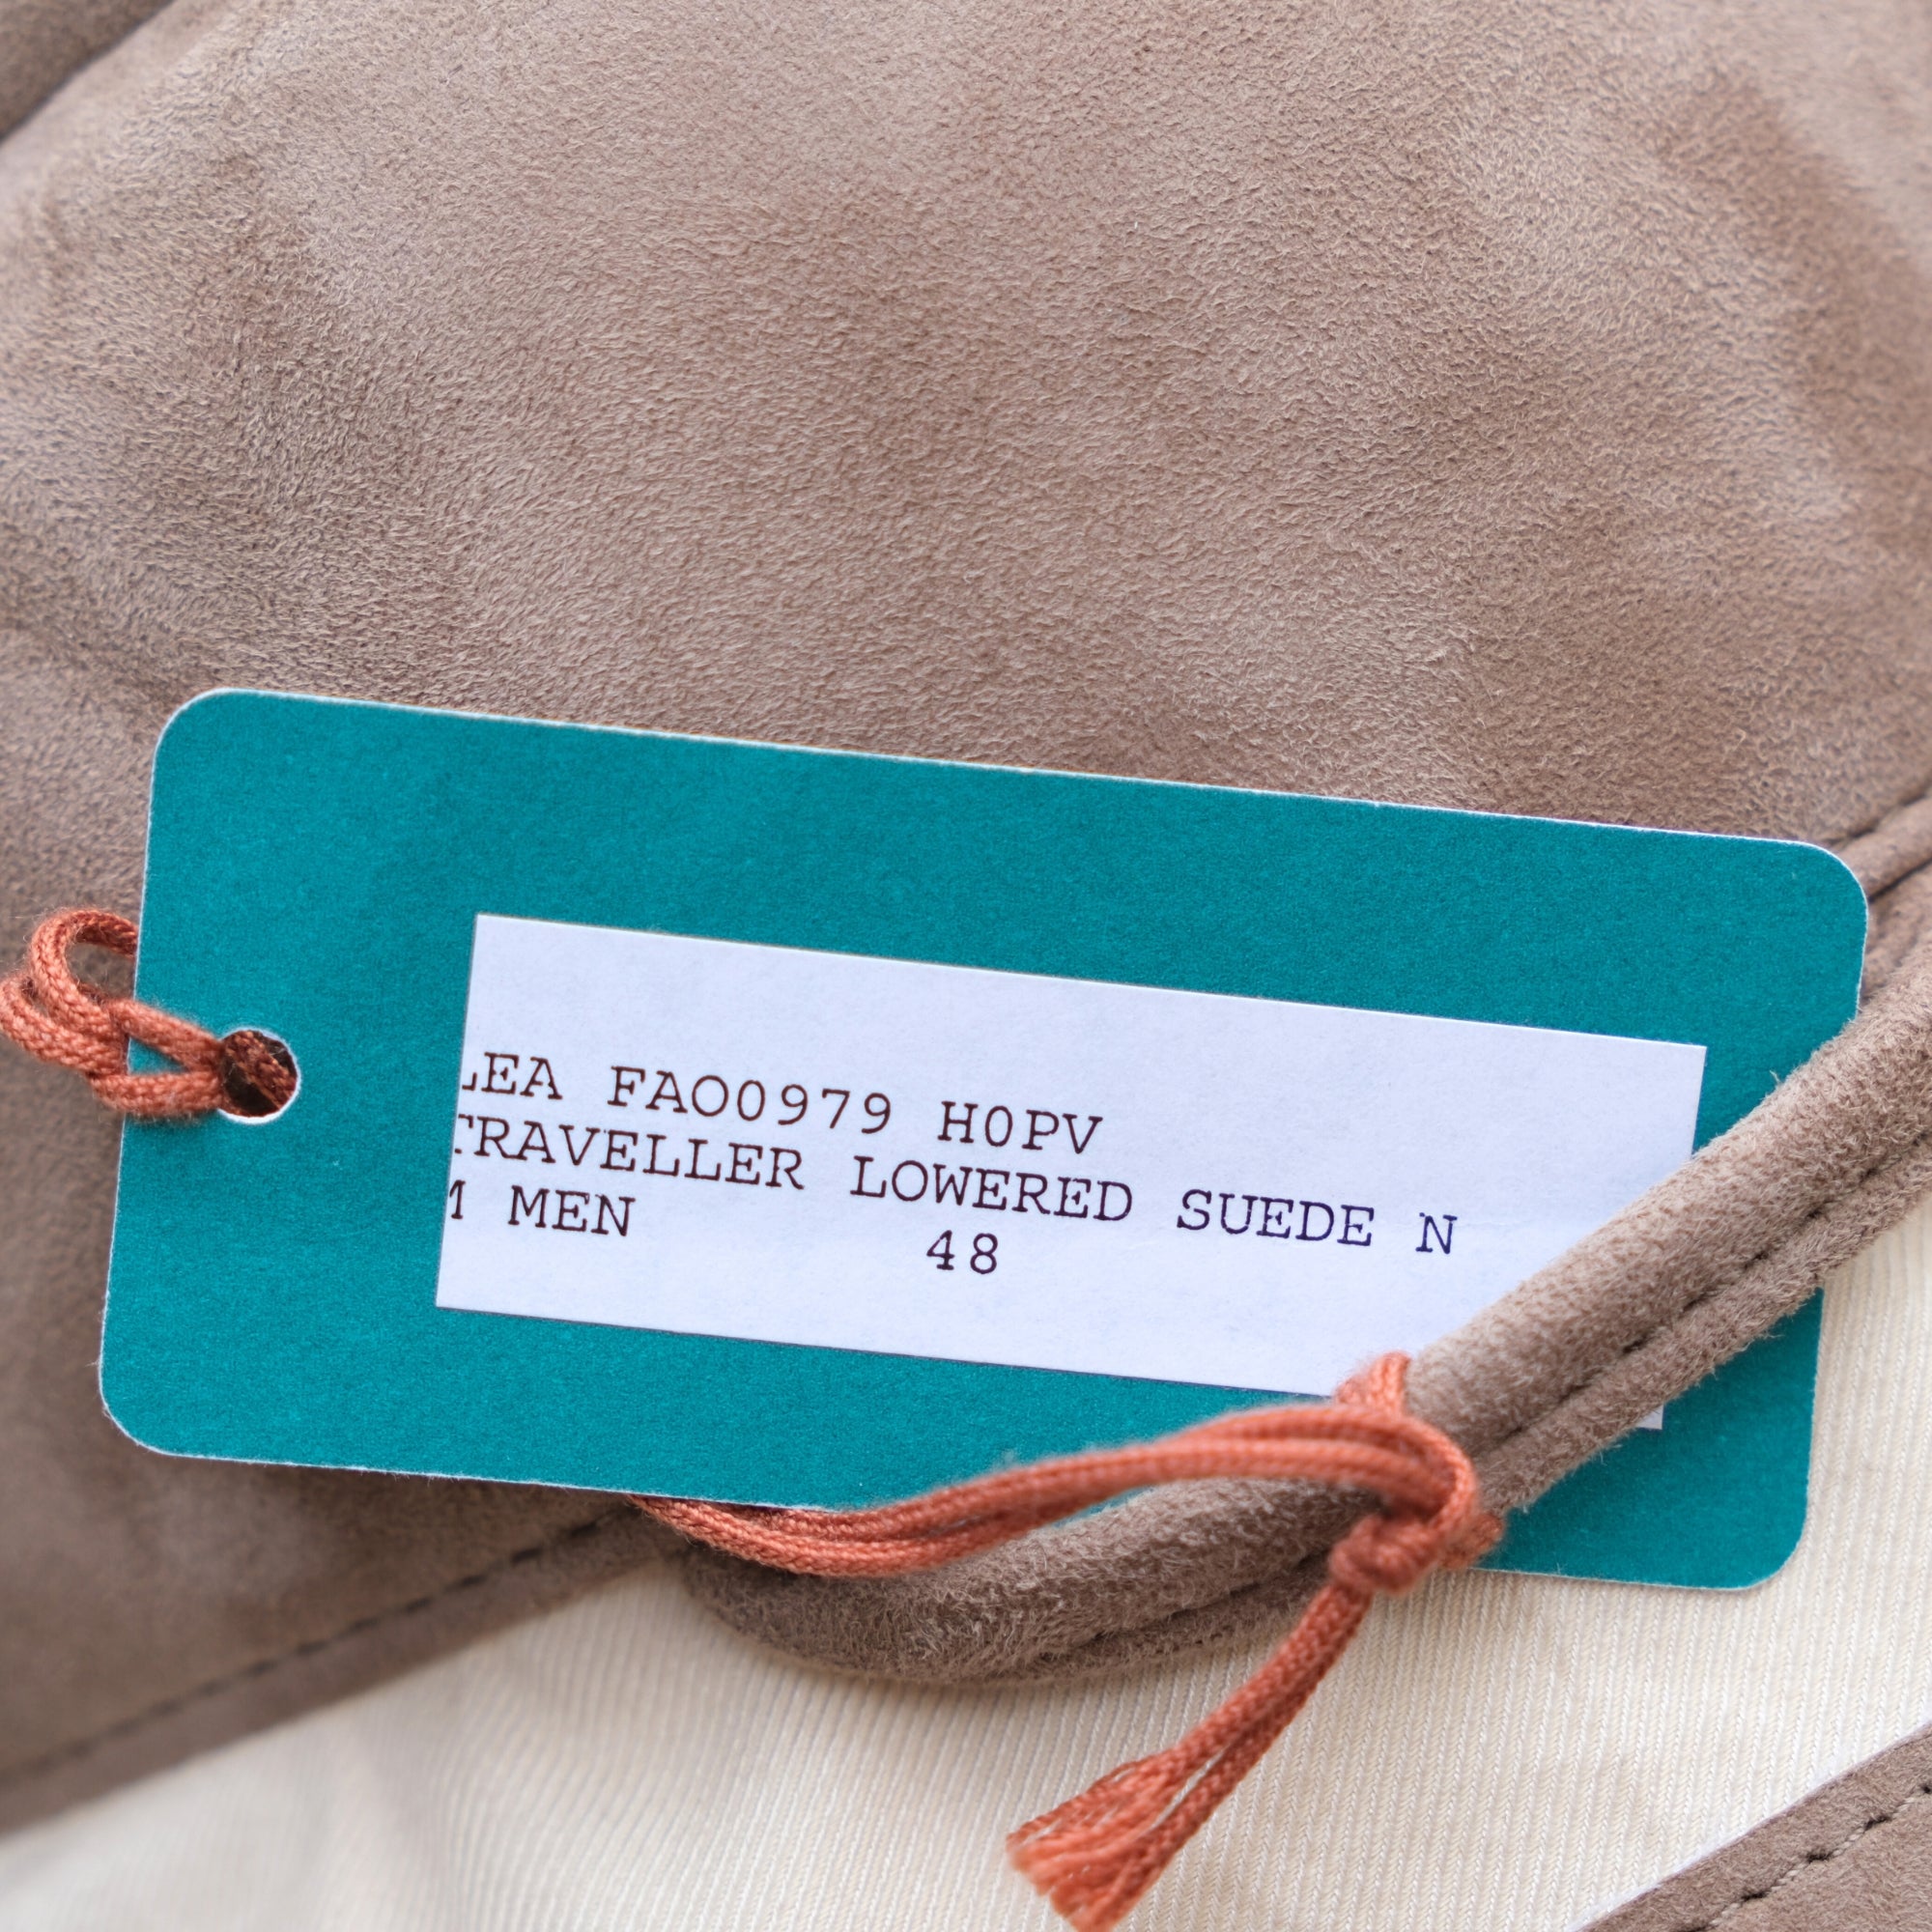 LEA FAO0979 H0PV
TRAVELLER LOWERED SUEDE N
MEN 48